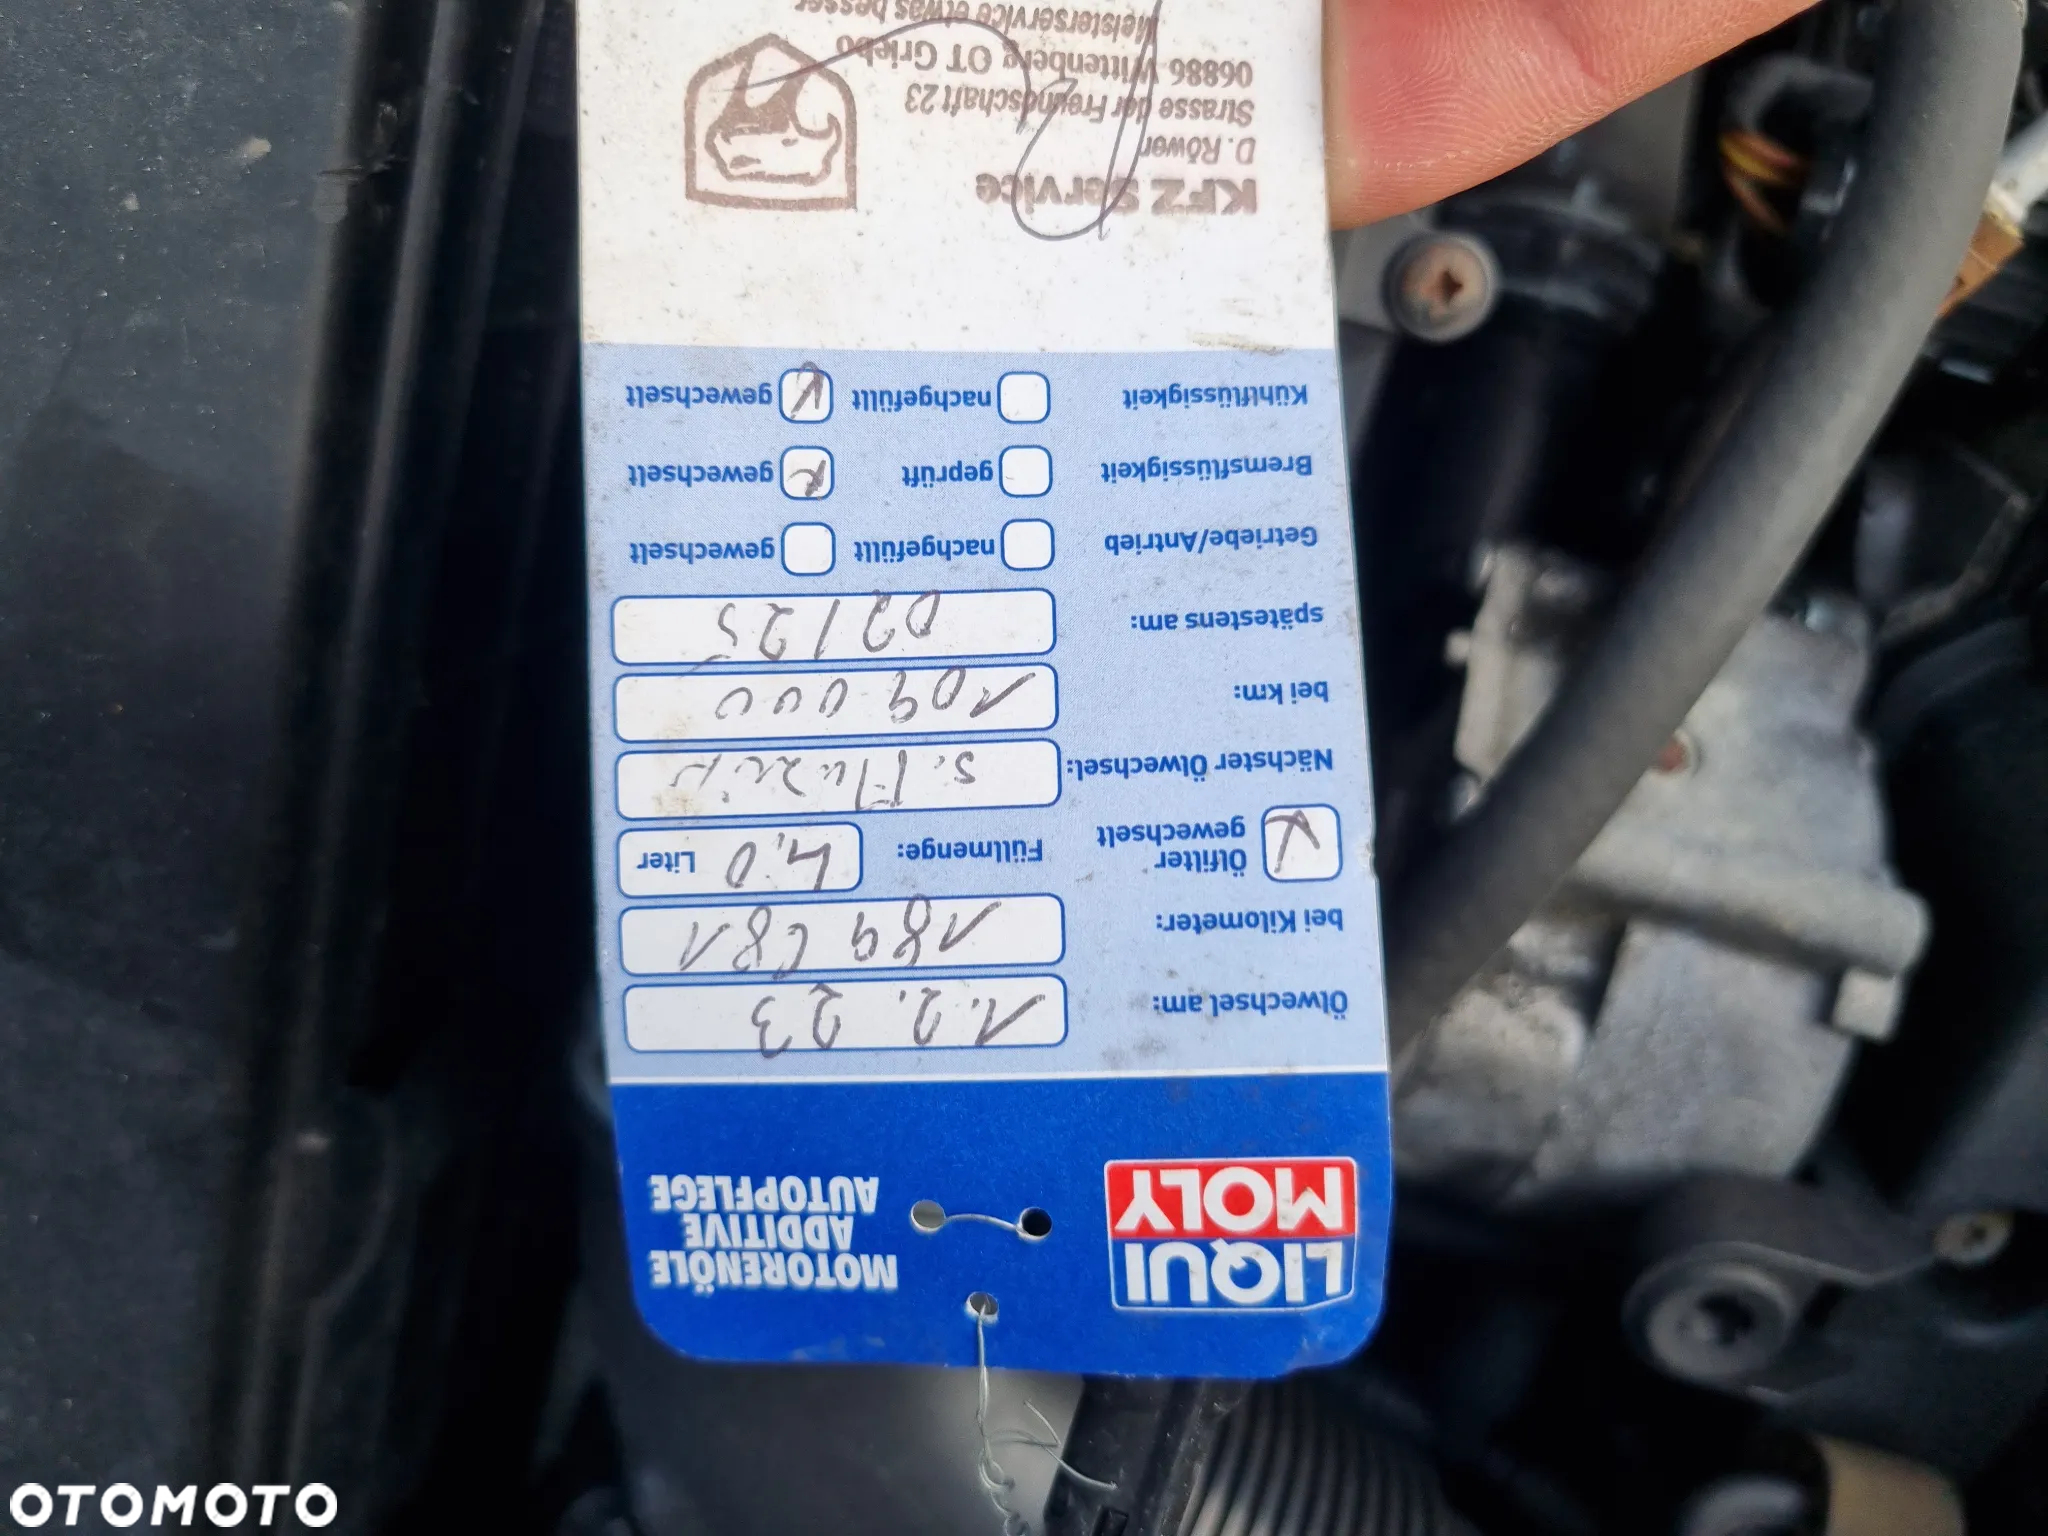 LIQUI
MOLY
MOTORENÖLE
ADDITIVE
AUTOPFLEGE
Ölwechsel am: 1.2.23
bei Kilometer: 189 681
Ölfilter gewechselt Füllmenge: 4,0 Liter
Nächster Ölwechsel:
bei km: 109 000
spätestens am: 02/25
Getriebe/Antrieb nachgefüllt gewechselt
Bremsflüssigkeit geprüft gewechselt
Kühlflüssigkeit nachgefüllt gewechselt
KFZ Service
D. Röwer
Strasse der Freundschaft 23
06886 Wittenberg OT Griebo
Meisterservice etwas besser
OTOMOTO